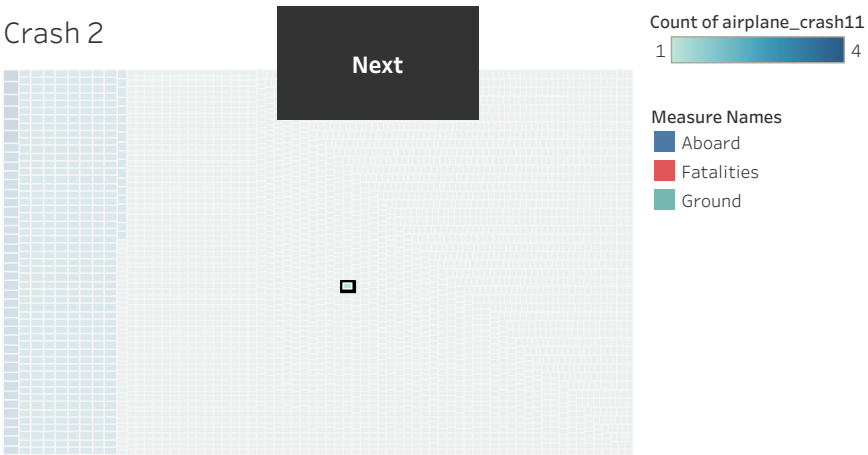 Crash 2
Next
Count of airplane_crash11
1 4
Measure Names
Aboard
Fatalities
Ground